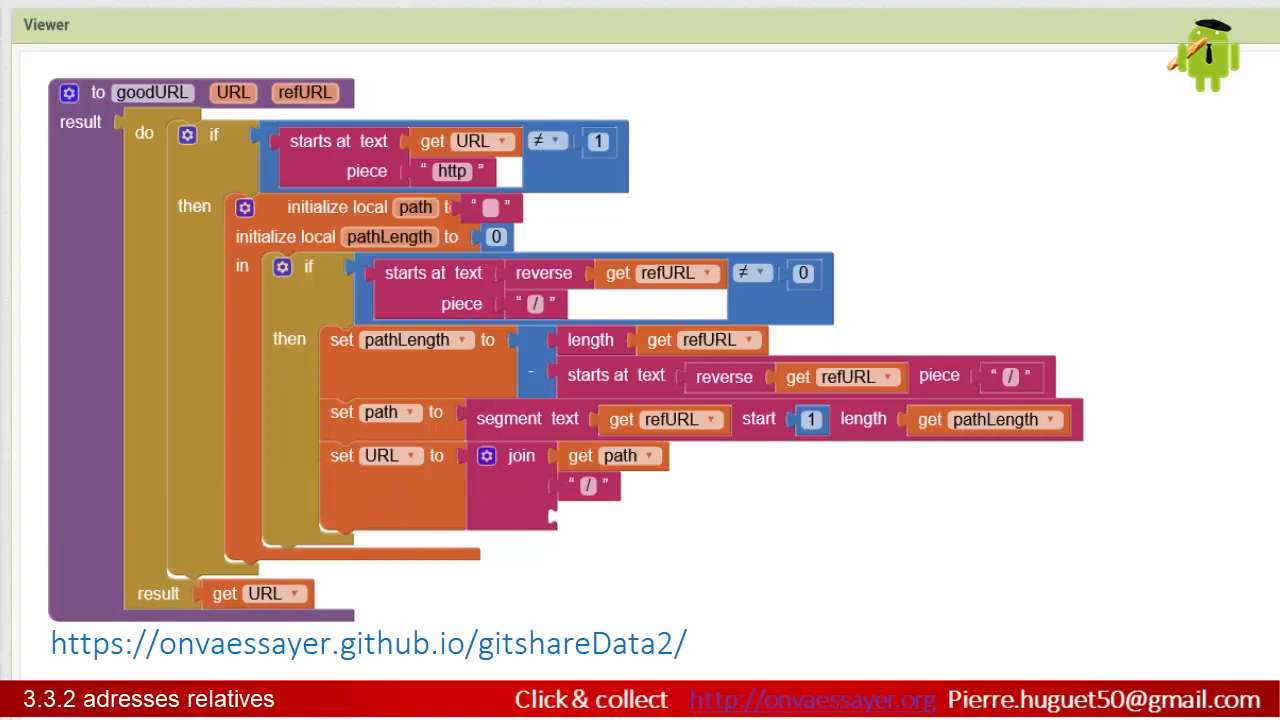 Viewer
to goodURL URL refURL
result
do if starts at text get URL ≠ 1
piece “ http ”
then initialize local path t “ ”
initialize local pathLength to 0
in if starts at text reverse get refURL ≠ 0
piece “ / ”
then set pathLength to length get refURL
- starts at text reverse get refURL piece “ / ”
set path to segment text get refURL start 1 length get pathLength
set URL to join get path
“ / ”
result get URL
https://onvaessayer.github.io/gitshareData2/
3.3.2 adresses relatives Click & collect http://onvaessayer.org Pierre.huguet50@gmail.com